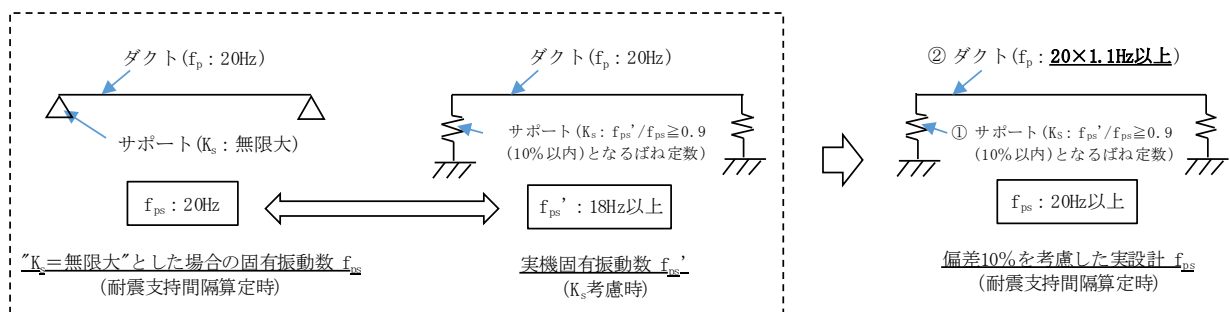 ダクト(fp：20Hz)
サポート(Ks：無限大)
fps：20Hz
"Ks＝無限大"とした場合の固有振動数 fps
(耐震支持間隔算定時)
ダクト(fp：20Hz)
サポート(Ks：fps'/fps≧0.9
(10%以内)となるばね定数)
fps'：18Hz以上
実機固有振動数 fps'
(Ks考慮時)
② ダクト(fp：20×1.1Hz以上)
① サポート(KS：fps'/fps≧0.9
(10%以内)となるばね定数)
fps：20Hz以上
偏差10%を考慮した実設計 fps
(耐震支持間隔算定時)